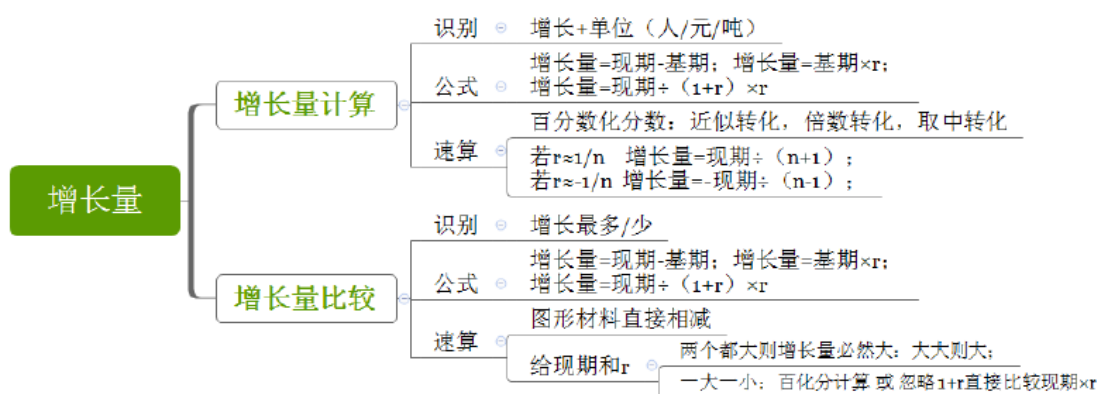 增长量
增长量计算
识别
增长+单位（人/元/吨）
公式
增长量=现期-基期；增长量=基期×r；
增长量=现期÷（1+r）×r
速算
百分数化分数：近似转化，倍数转化，取中转化
若r≈1/n 增长量=现期÷（n+1）；
若r≈-1/n 增长量=-现期÷（n-1）；
增长量比较
识别
增长最多/少
公式
增长量=现期-基期；增长量=基期×r；
增长量=现期÷（1+r）×r
速算
图形材料直接相减
给现期和r
两个都大则增长量必然大：大大则大；
一大一小：百化分计算 或 忽略1+r直接比较现期×r